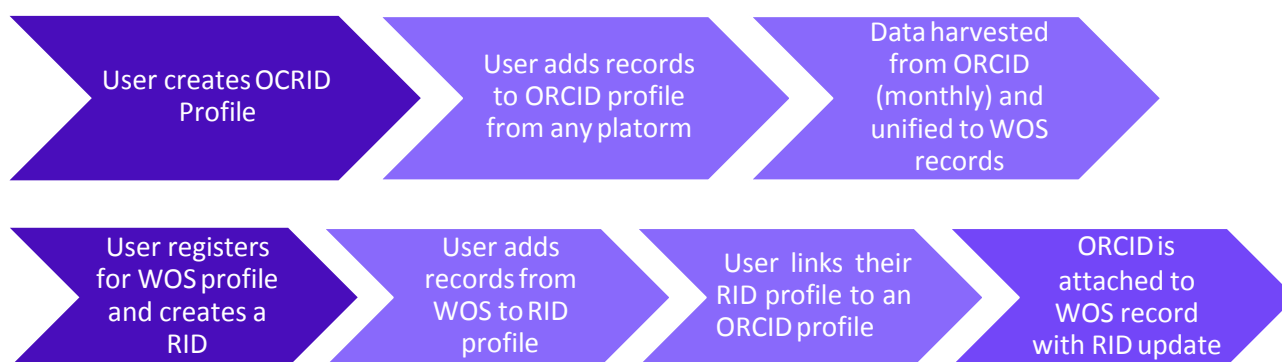 User creates OCRID
Profile
User adds records
to ORCID profile
from any platorm
Data harvested
from ORCID
(monthly) and
unified to WOS
records
User registers
for WOS profile
and creates a
RID
User adds
records from
WOS to RID
profile
User links their
RID profile to an
ORCID profile
ORCID is
attached to
WOS record
with RID update